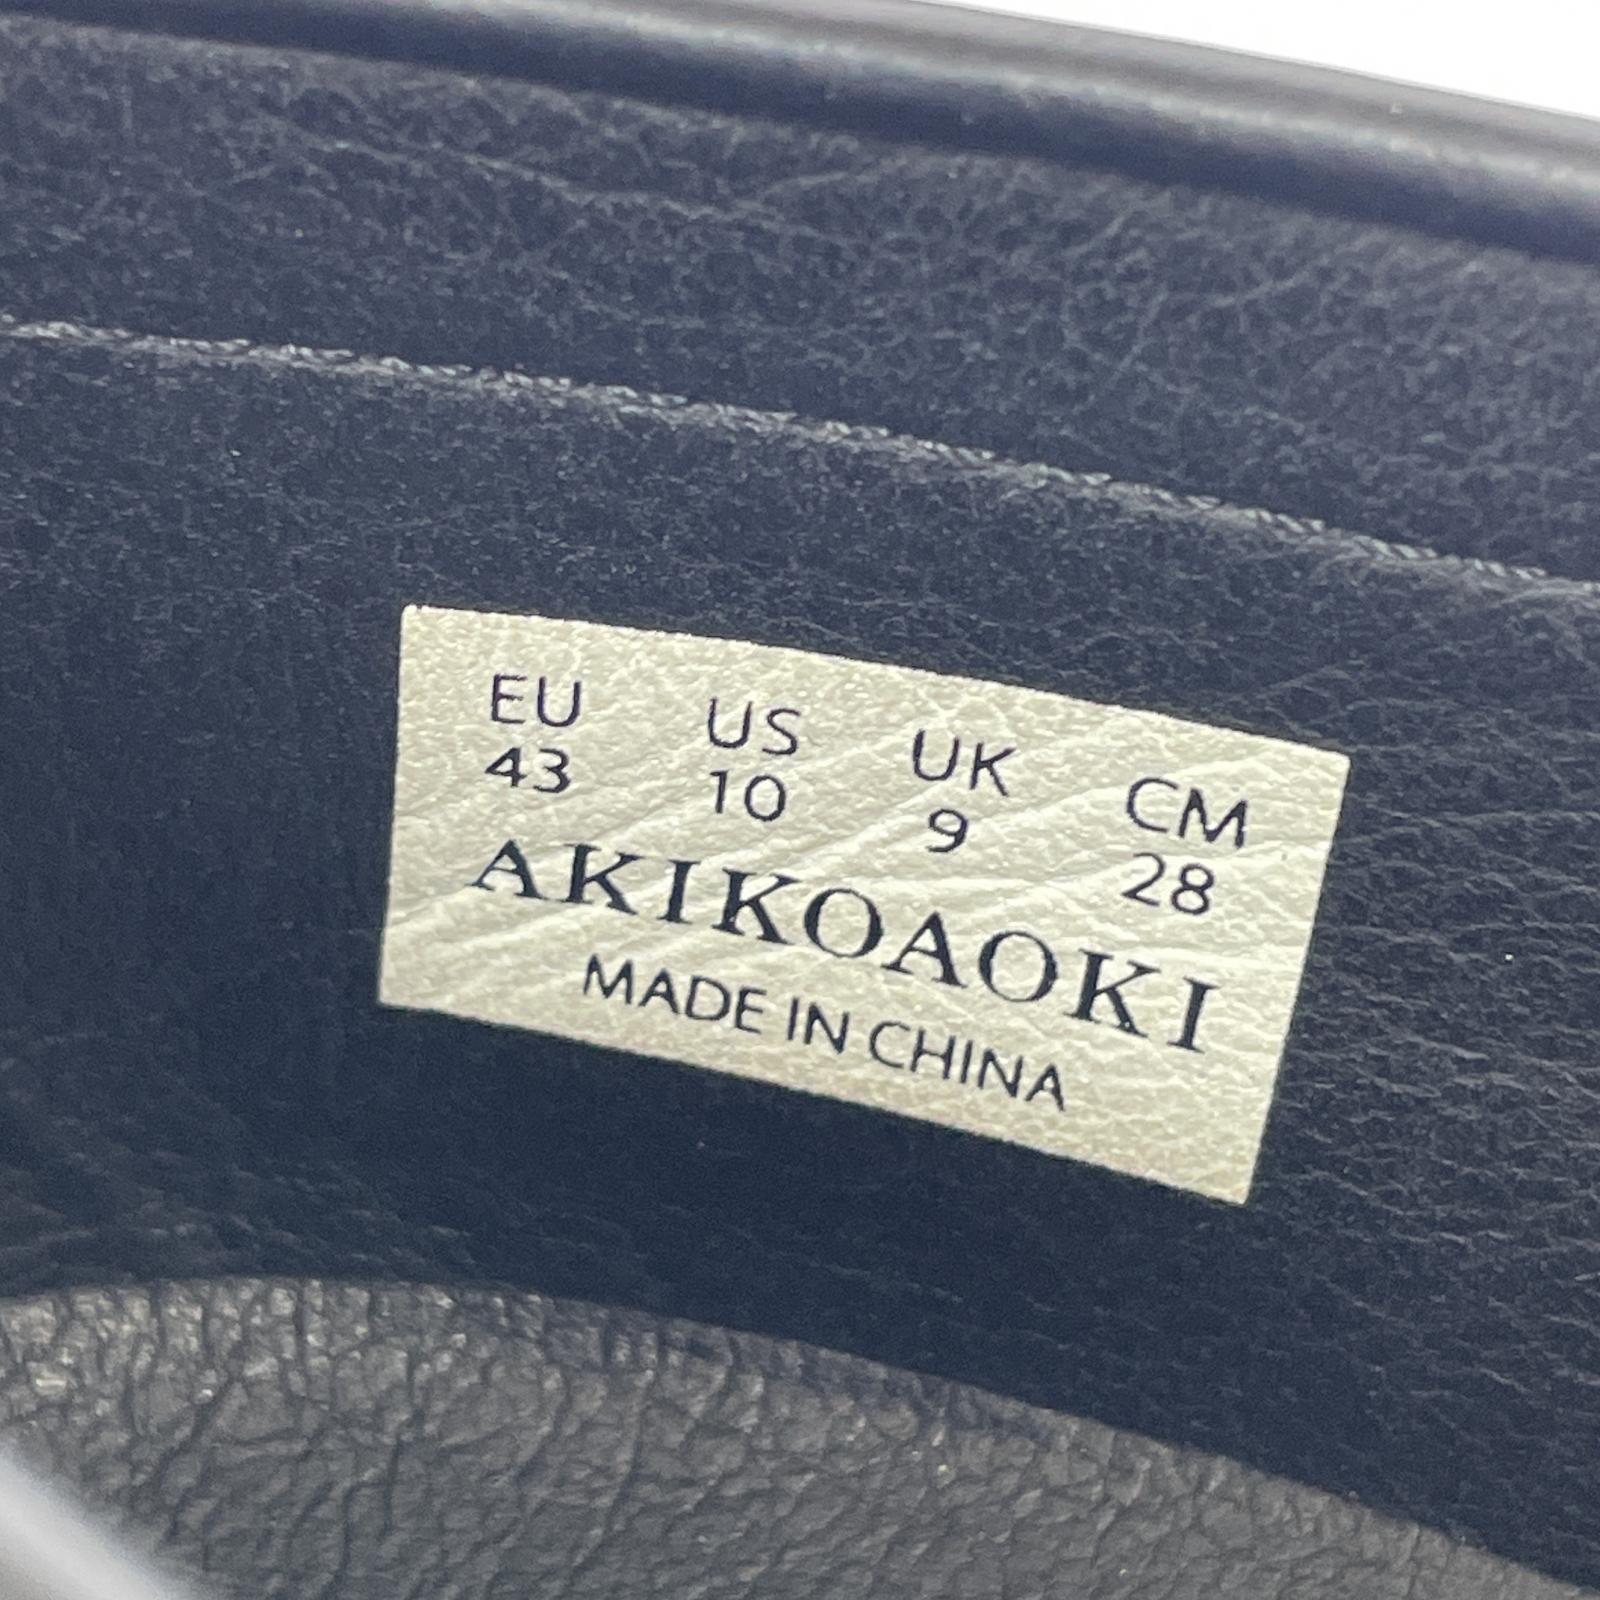 EU US UK CM
43 10 9 28
AKIKOAOKI
MADE IN CHINA